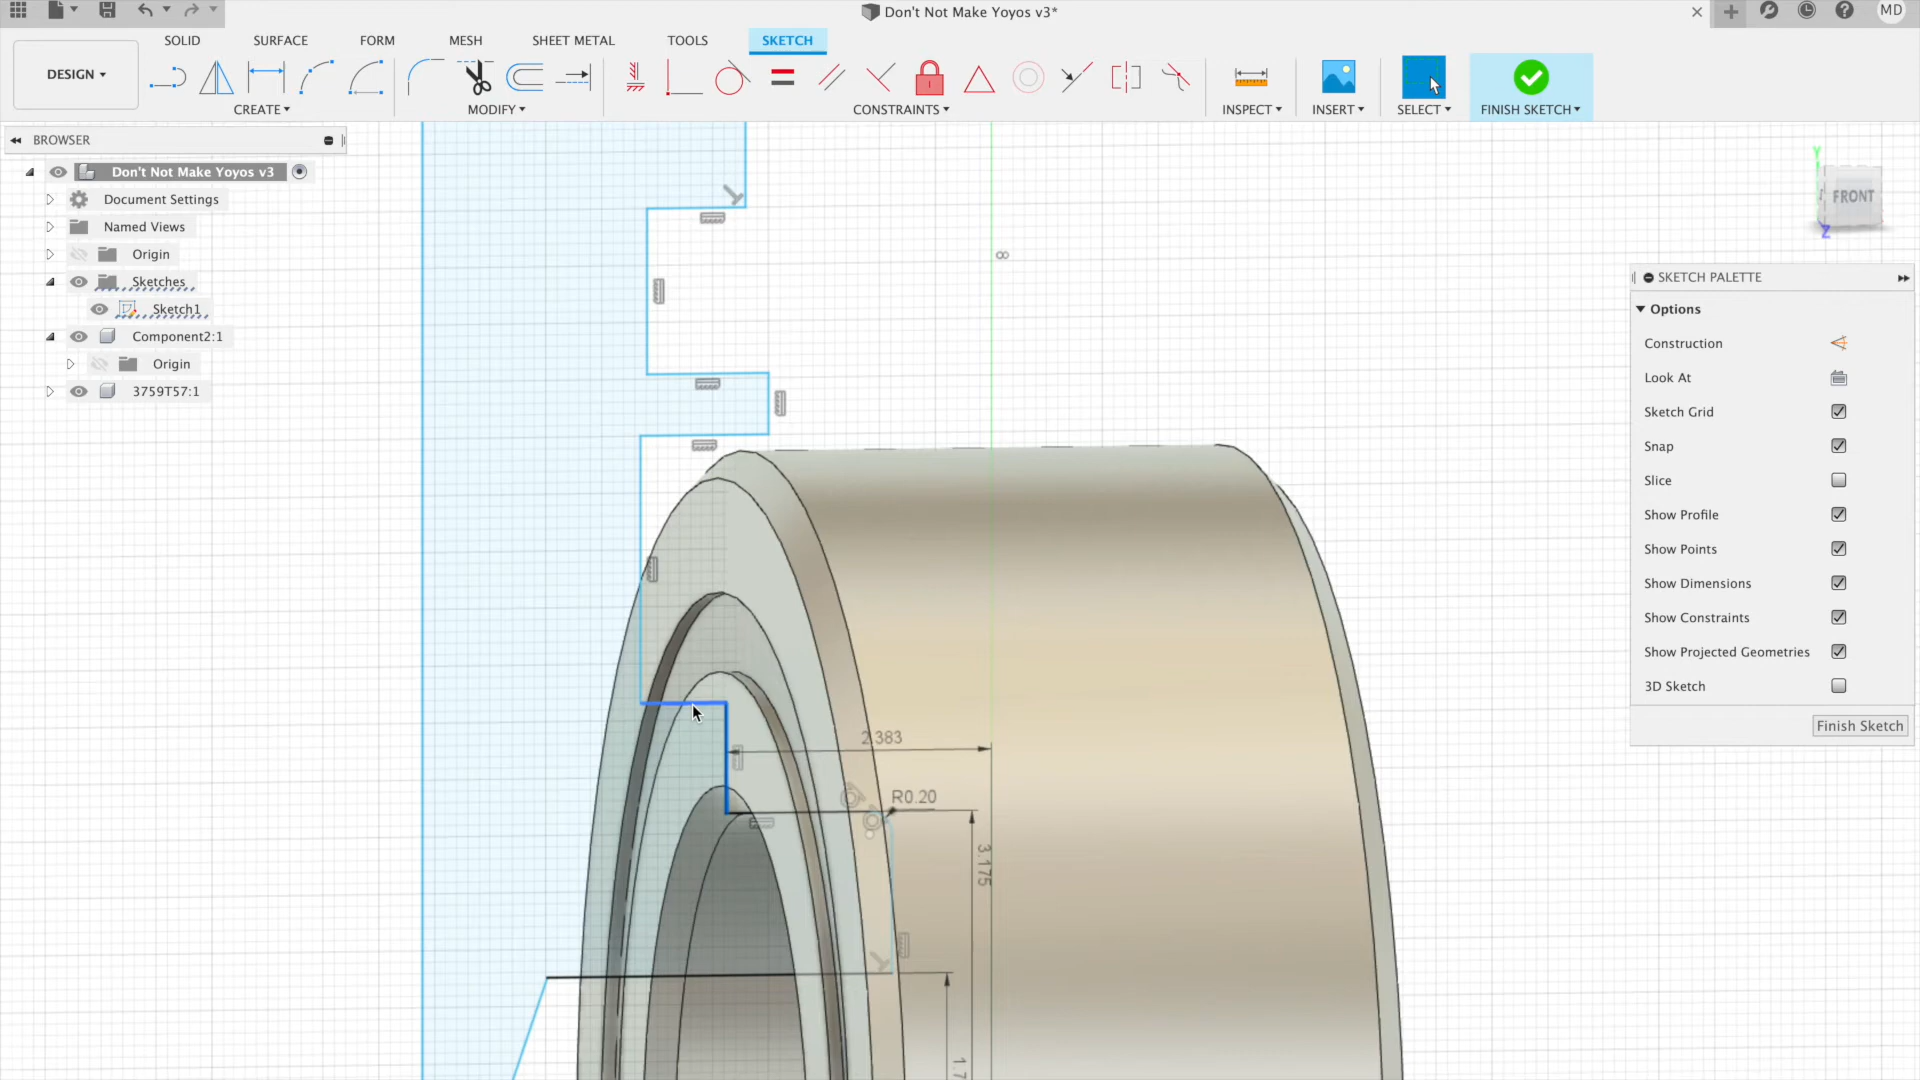 Don't Not Make Yoyos v3*
MD
DESIGN
SOLID
SURFACE
FORM
MESH
SHEET METAL
TOOLS
SKETCH
CREATE
MODIFY
CONSTRAINTS
INSPECT
INSERT
SELECT
FINISH SKETCH
BROWSER
Don't Not Make Yoyos v3
Document Settings
Named Views
Origin
Sketches
Sketch1
Component2:1
Origin
3759T57:1
Y
FRONT
Z
SKETCH PALETTE
Options
Construction
Look At
Sketch Grid
Snap
Slice
Show Profile
Show Points
Show Dimensions
Show Constraints
Show Projected Geometries
3D Sketch
Finish Sketch
2.383
R0.20
3.175